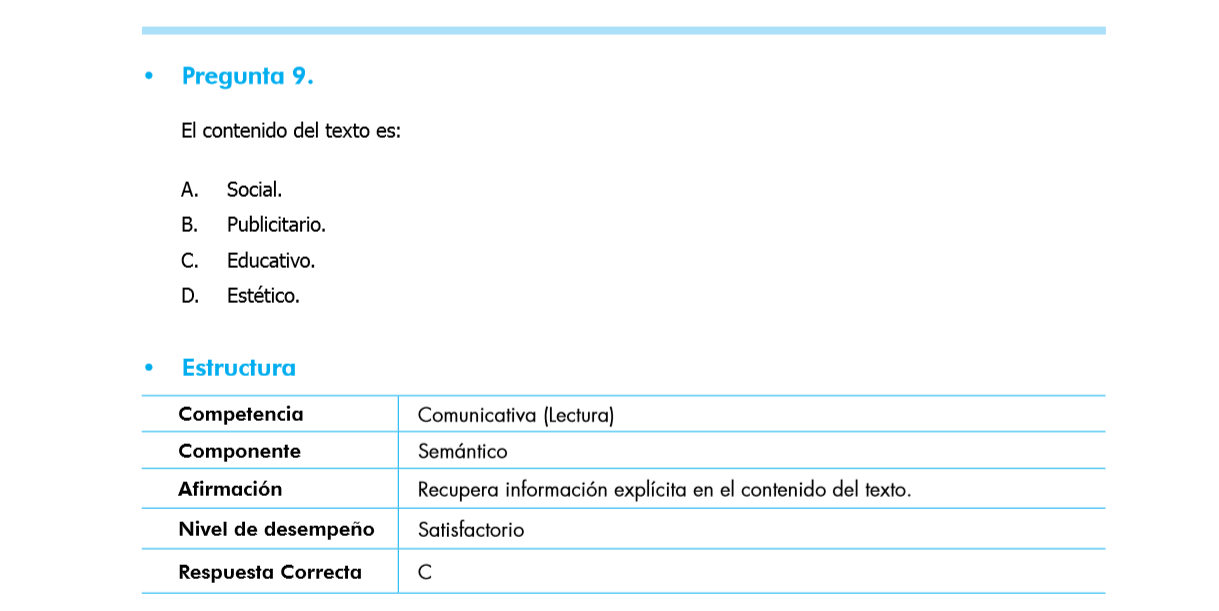 • Pregunta 9.
El contenido del texto es:
A. Social.
B. Publicitario.
C. Educativo.
D. Estético.
• Estructura
Competencia Comunicativa (Lectura)
Componente Semántico
Afirmación Recupera información explícita en el contenido del texto.
Nivel de desempeño Satisfactorio
Respuesta Correcta C